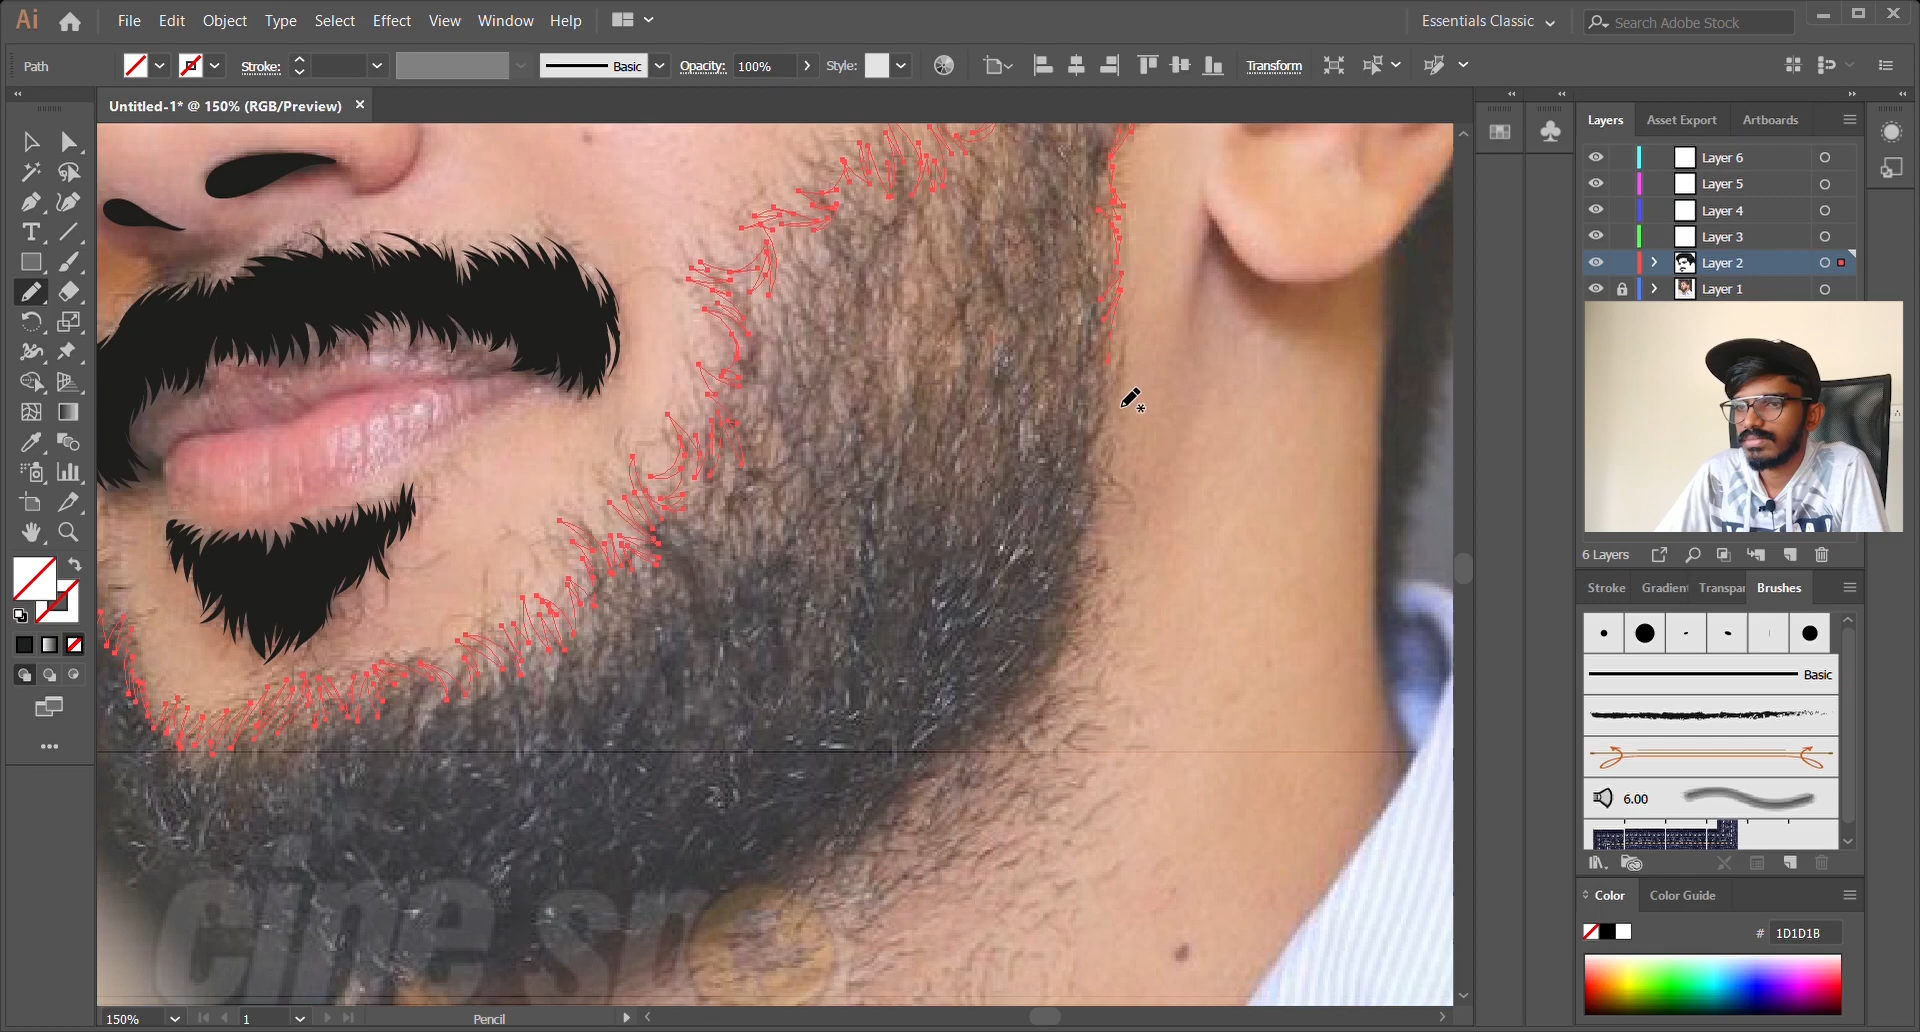 Ai File Edit Object Type Select Effect View Window Help Essentials Classic Search Adobe Stock
Path Stroke: Basic Opacity: 100% Style: Transform
Untitled-1* @ 150% (RGB/Preview)
Layers Asset Export Artboards
Layer 6
Layer 5
Layer 4
Layer 3
Layer 2
Layer 1
6 Layers
Stroke Gradient Transpar Brushes
Basic
6.00
Color Color Guide
# 1D1D1B
cine
150% 1 Pencil